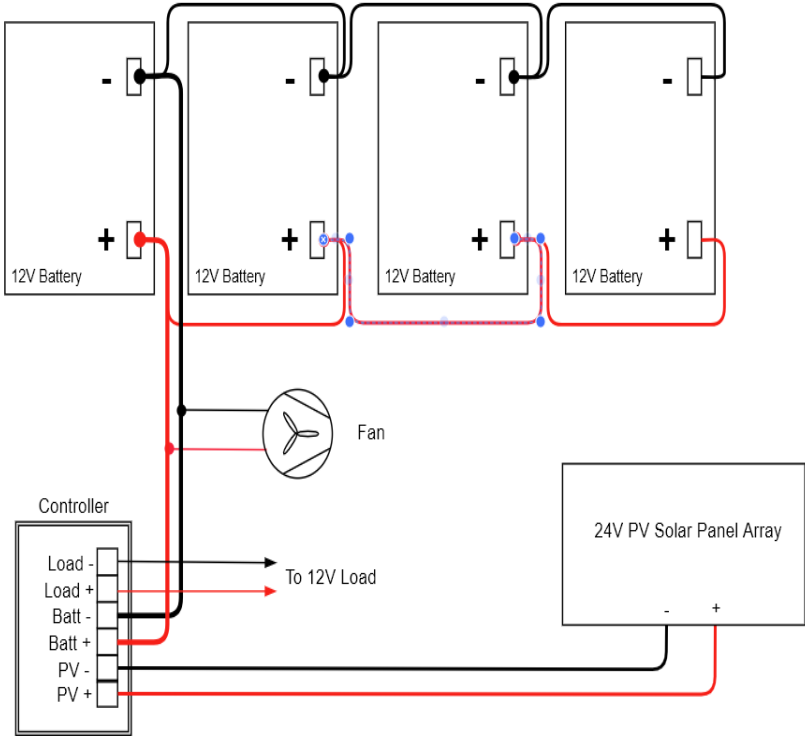 - - - -
+ + + +
12V Battery 12V Battery 12V Battery 12V Battery
Fan
Controller
24V PV Solar Panel Array
Load -
To 12V Load
Load +
Batt -
- +
Batt +
PV -
PV +